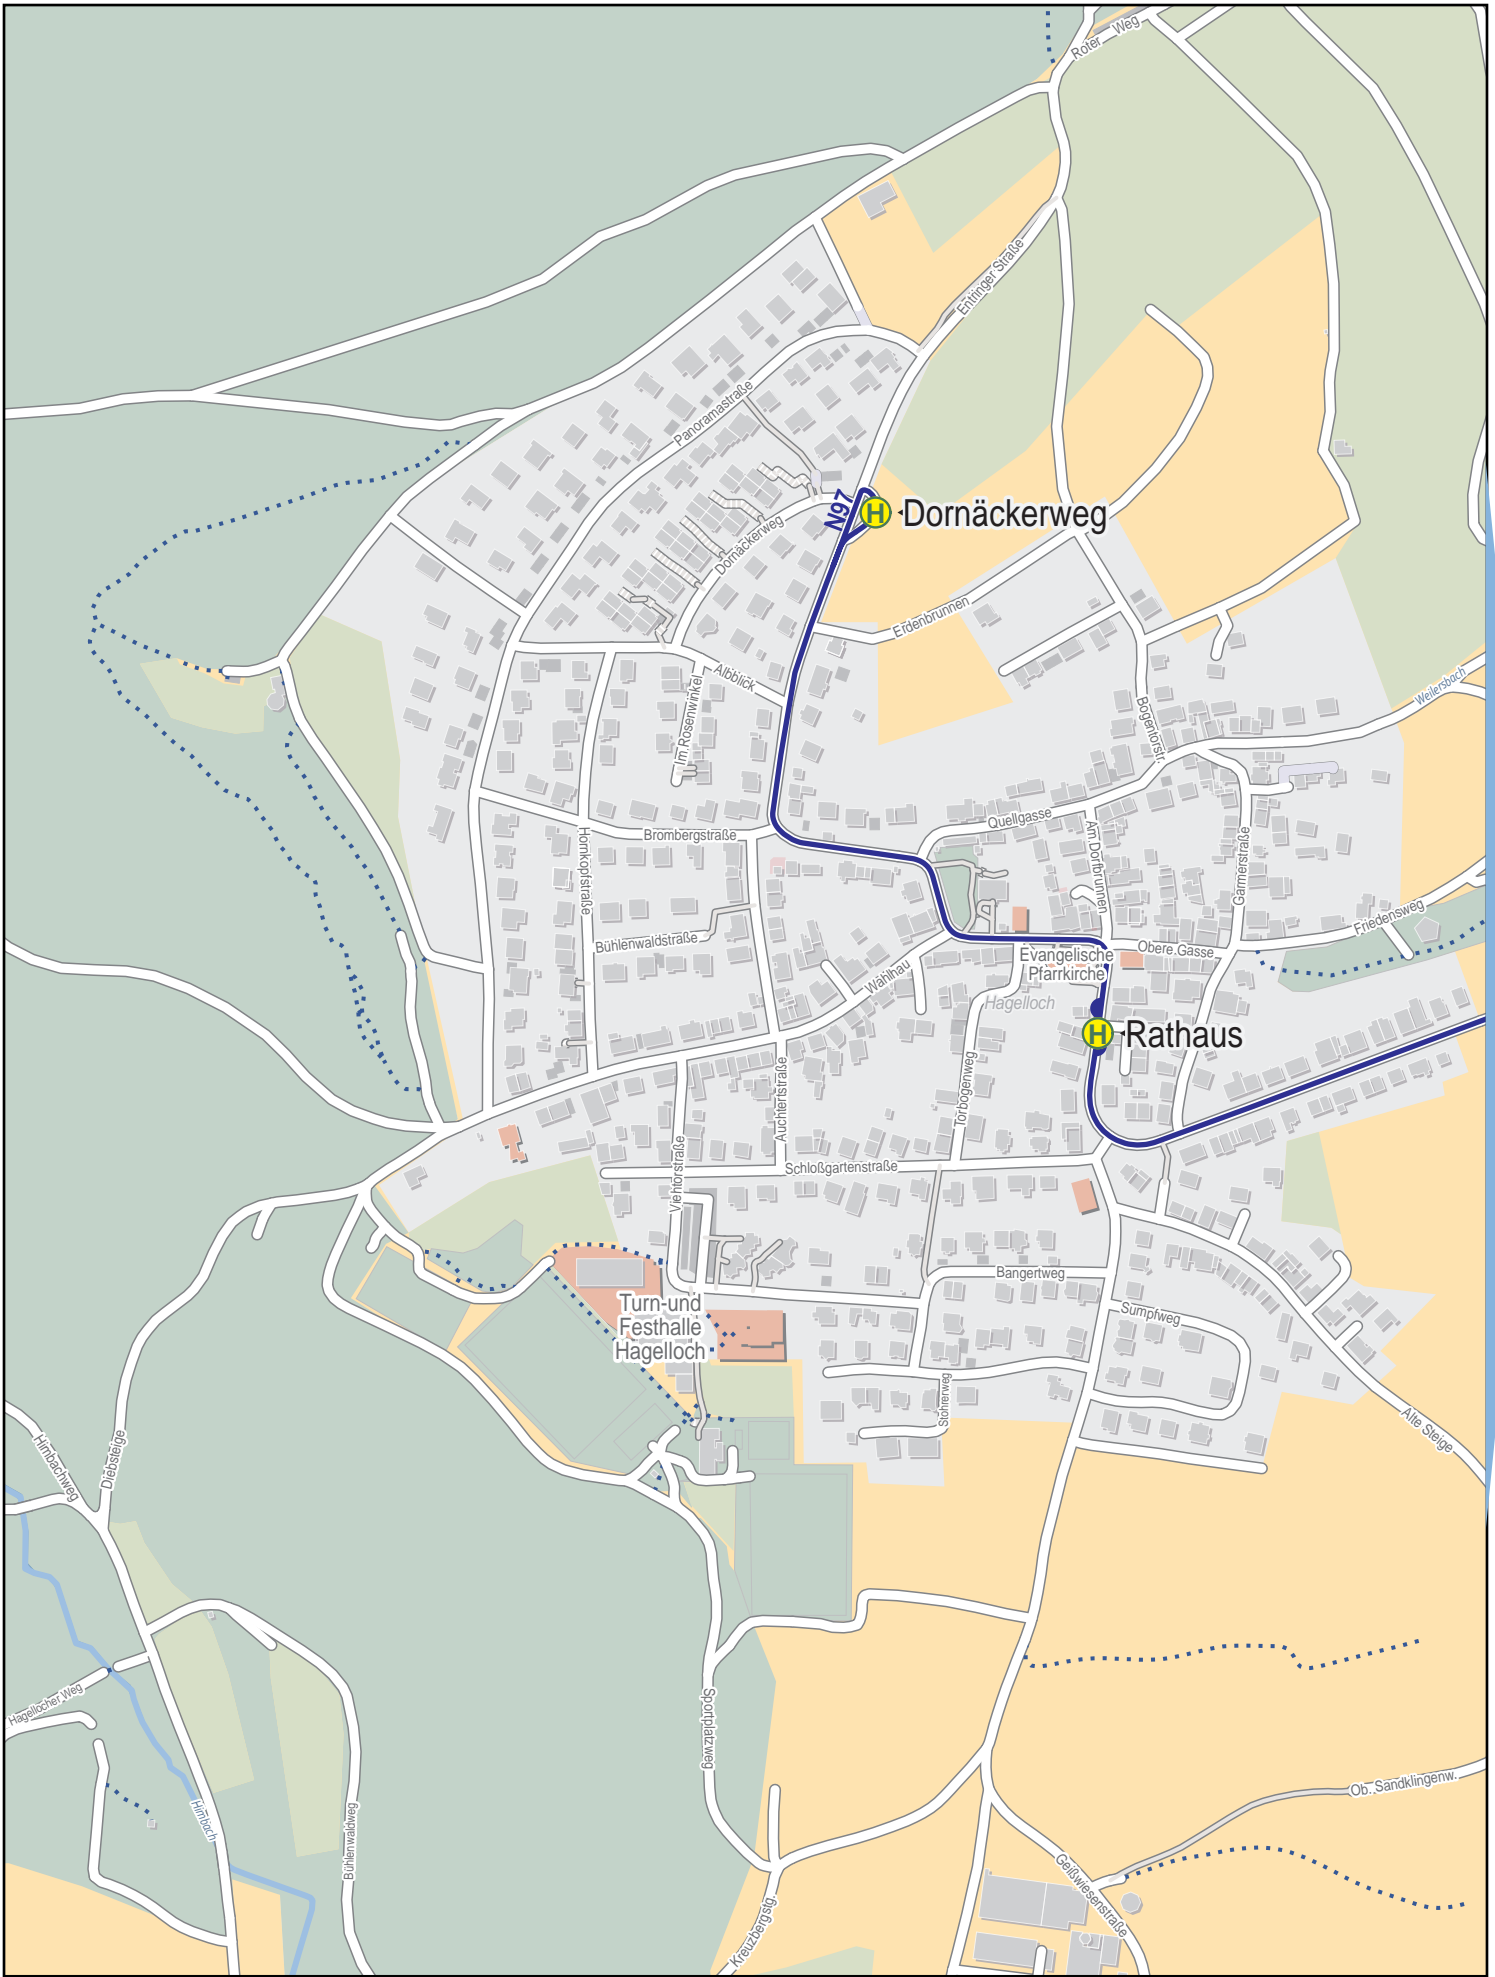 Roter Weg
Entringer Straße
Panoramastraße
N97
H
Dornäckerweg
Dornäckerweg
Erdenbrunnen
Albblick
Im Rosenwinkel
Weilersbach
Bogentorstr.
Quellgasse
Am Dorfbrunnen
Brombergstraße
Hornkopfstraße
Garmerstraße
Friedensweg
Bühlenwaldstraße
Obere Gasse
Evangelische
Pfarrkirche
Wahlhau
Hagelloch
H
Rathaus
Torbogenweg
Auchtertstraße
Viehtorstraße
Schloßgartenstraße
Bangertweg
Sumpfweg
Turn-und
Festhalle
Hagelloch
Stöhrerweg
Alte Steige
Himbachweg
Diebsteige
Hagellocher Weg
Sportplatzweg
Himbach
Bühlenwaldweg
Ob. Sandklingenw.
Geißwiesenstraße
Kreuzbergstg.